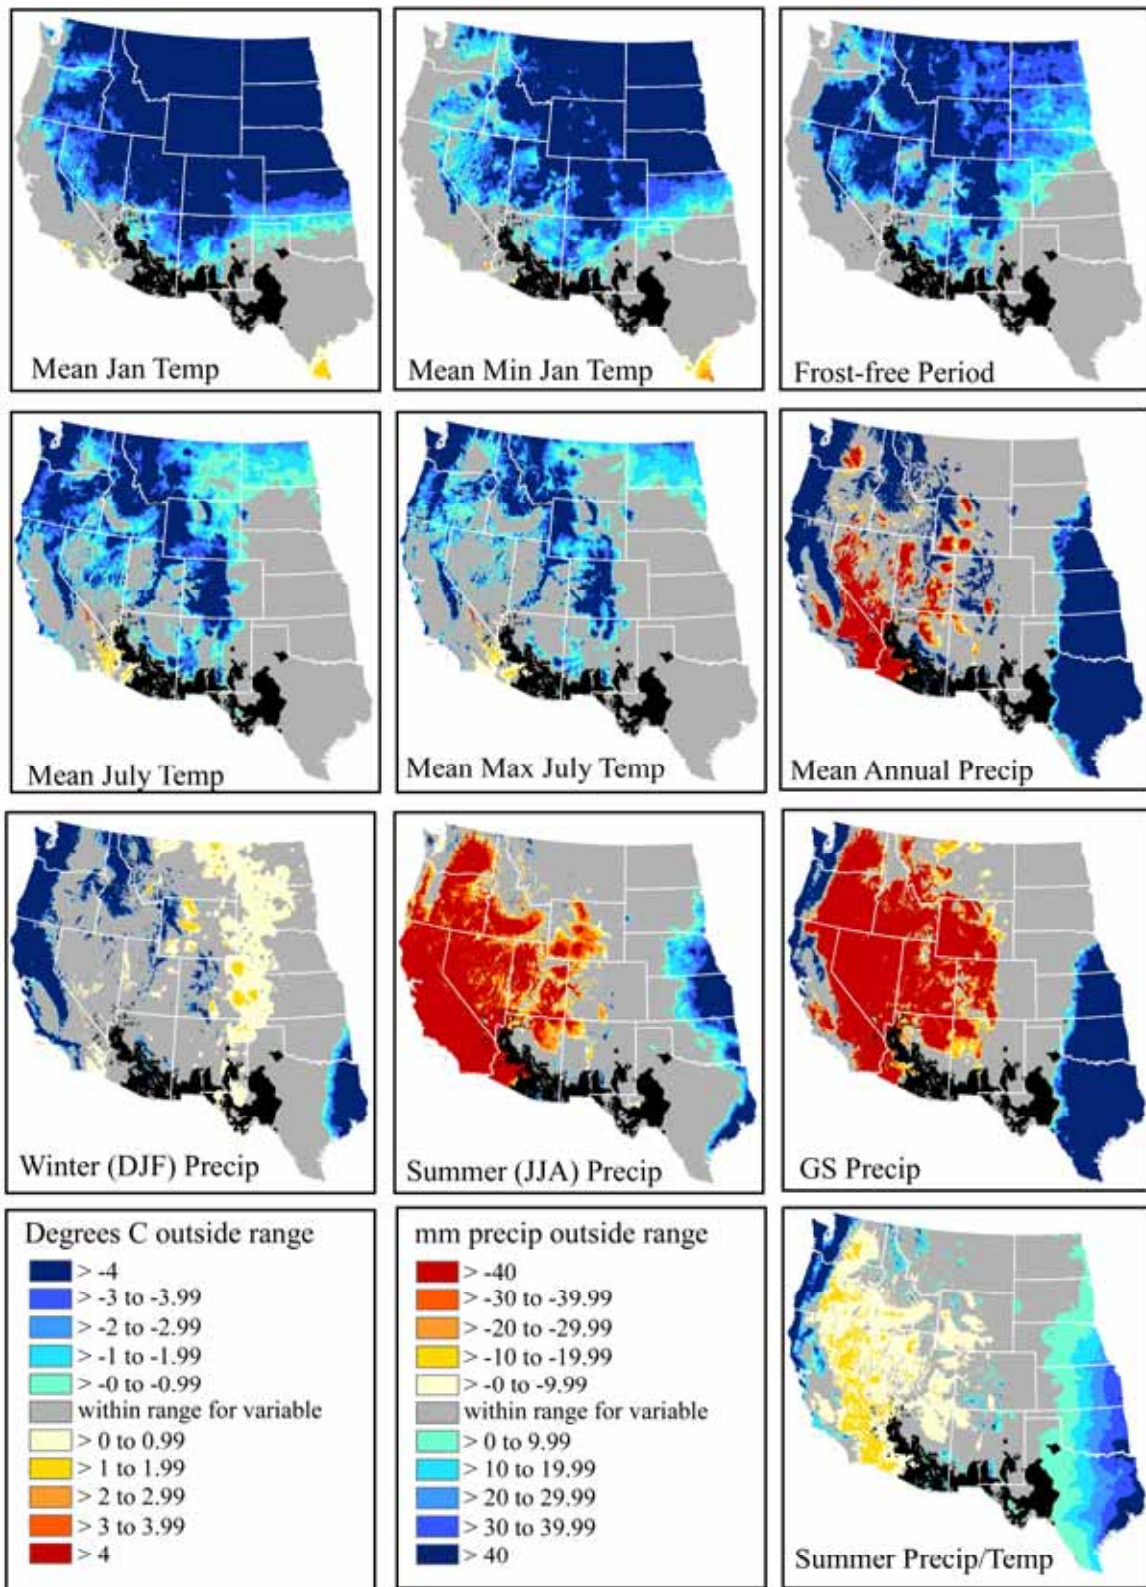 Mean Jan Temp
Mean Min Jan Temp
Frost-free Period
Mean July Temp
Mean Max July Temp
Mean Annual Precip
Winter (DJF) Precip
Summer (JJA) Precip
GS Precip
Degrees C outside range
> -4
> -3 to -3.99
> -2 to -2.99
> -1 to -1.99
> -0 to -0.99
within range for variable
> 0 to 0.99
> 1 to 1.99
> 2 to 2.99
> 3 to 3.99
> 4
mm precip outside range
> -40
> -30 to -39.99
> -20 to -29.99
> -10 to -19.99
> -0 to -9.99
within range for variable
> 0 to 9.99
> 10 to 19.99
> 20 to 29.99
> 30 to 39.99
> 40
Summer Precip/Temp